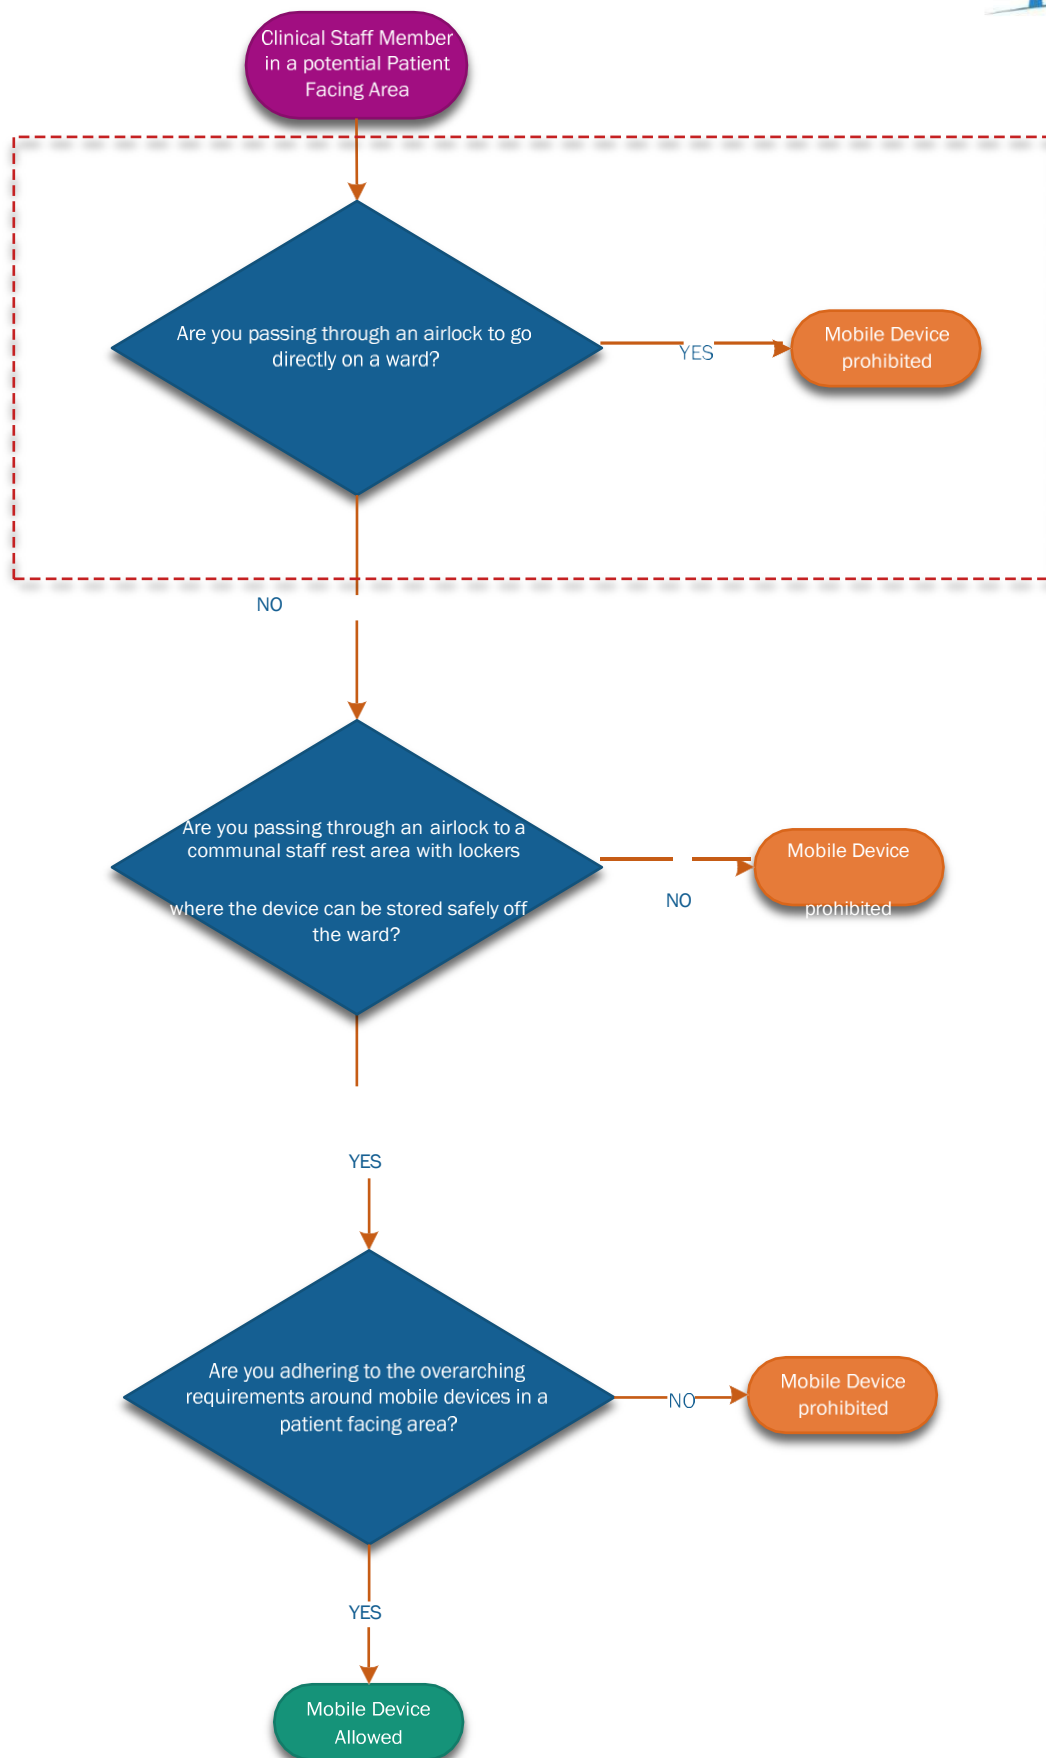 Clinical Staff Member
in a potential Patient
Facing Area
Are you passing through an airlock to go
directly on a ward?
YES
Mobile Device
prohibited
NO
Are you passing through an airlock to a
communal staff rest area with lockers
where the device can be stored safely off
the ward?
NO
Mobile Device
prohibited
YES
Are you adhering to the overarching
requirements around mobile devices in a
patient facing area?
NO
Mobile Device
prohibited
YES
Mobile Device
Allowed